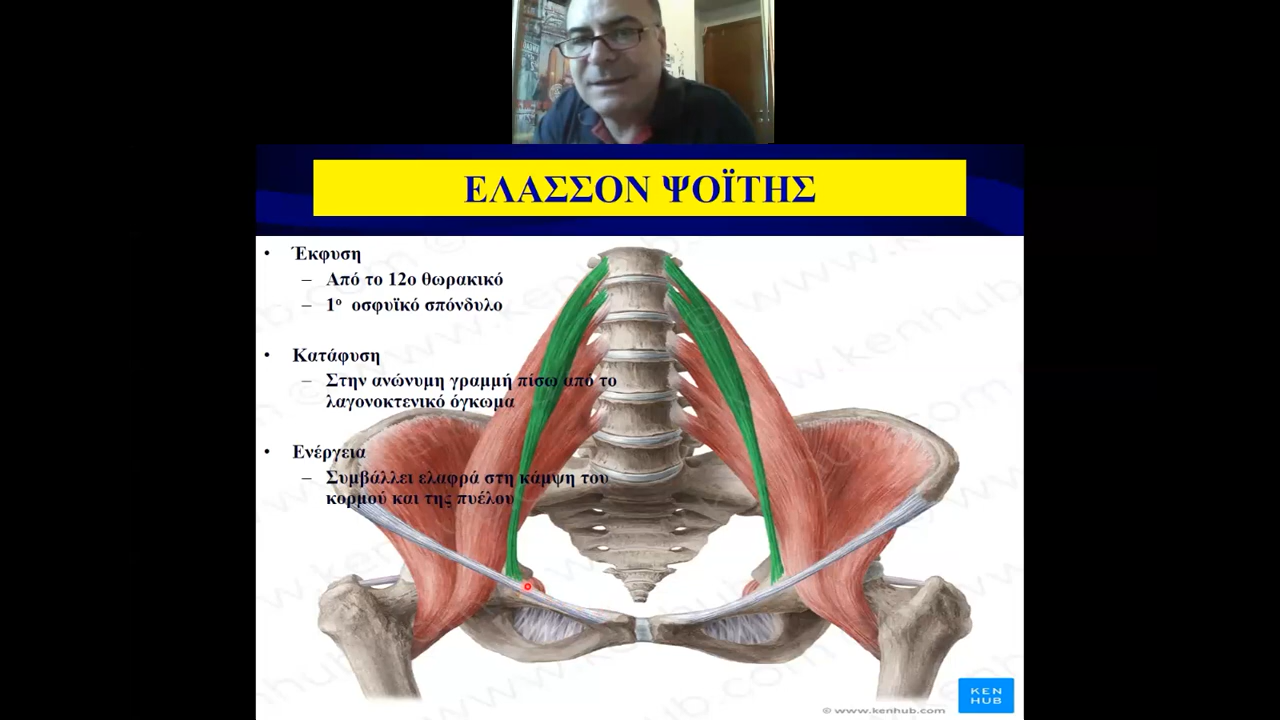 ΕΛΑΣΣΟΝ ΨΟΪΤΗΣ
• Έκφυση
– Από το 12ο θωρακικό
– 1ο οσφυϊκό σπόνδυλο
• Κατάφυση
– Στην ανώνυμη γραμμή πίσω από το
λαγονοκτενικό όγκωμα
• Ενέργεια
– Συμβάλλει ελαφρά στη κάμψη του
κορμού και της πυέλου
KEN
HUB
© www.kenhub.com